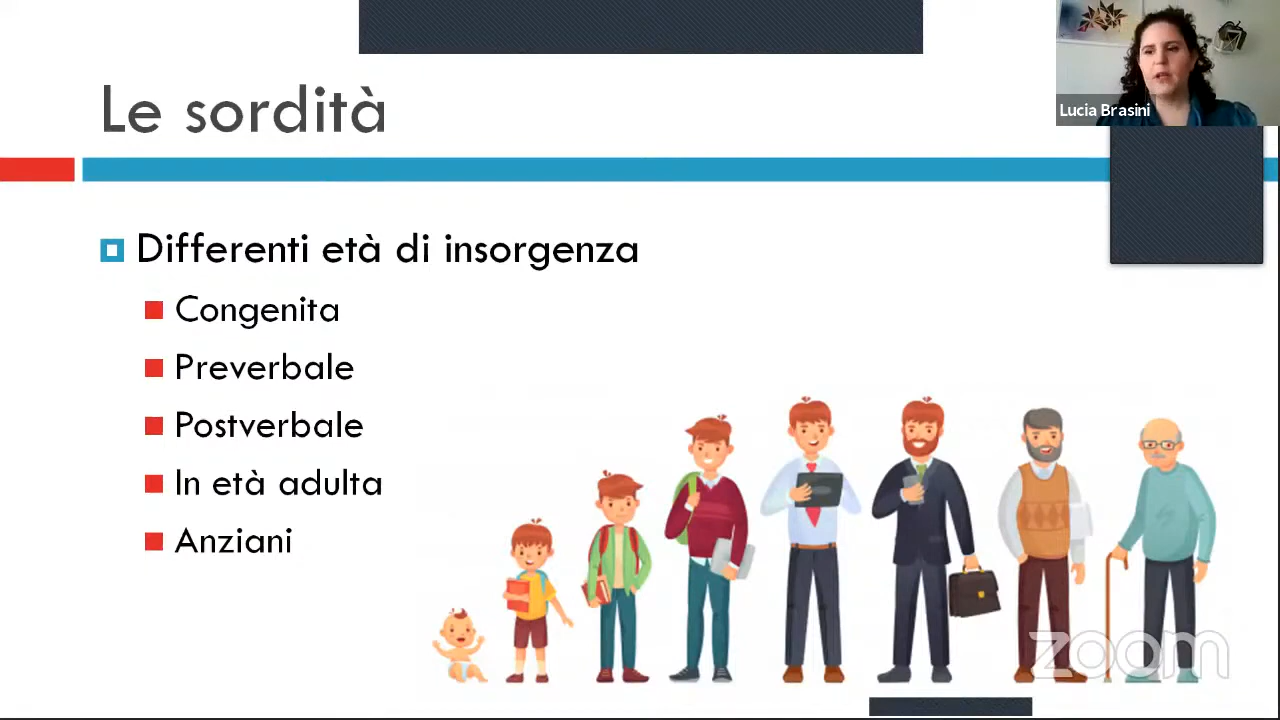 Lucia Brasini
Le sordità
Differenti età di insorgenza
Congenita
Preverbale
Postverbale
In età adulta
Anziani
zoom